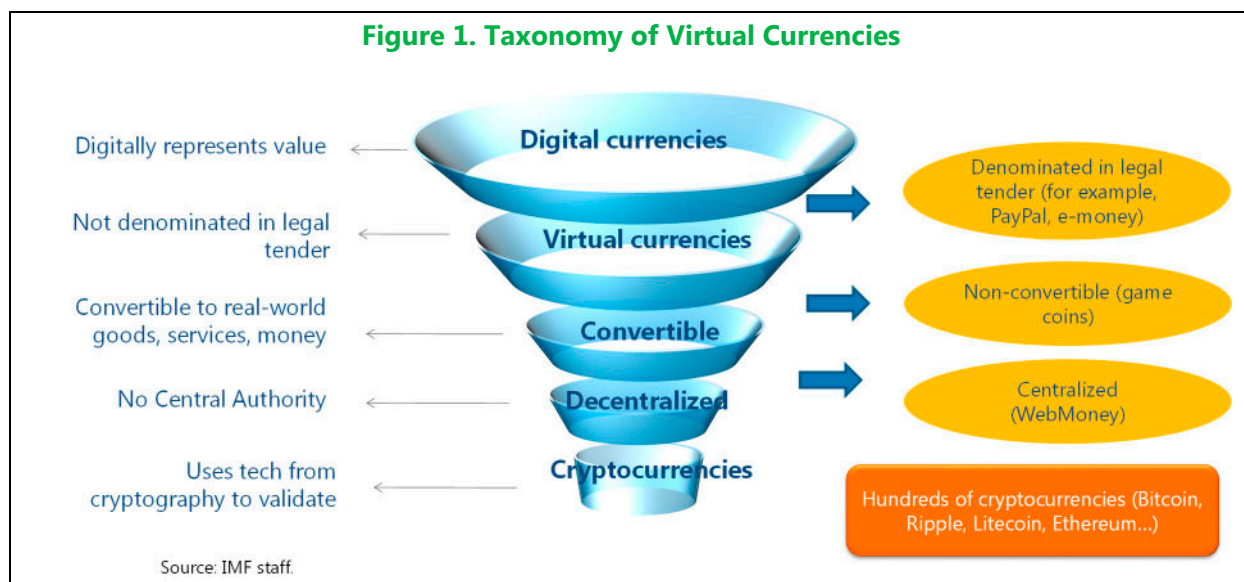 Figure 1. Taxonomy of Virtual Currencies
Digitally represents value
Digital currencies
Denominated in legal
tender (for example,
PayPal, e-money)
Not denominated in legal
tender
Virtual currencies
Non-convertible (game
coins)
Convertible to real-world
goods, services, money
Convertible
Centralized
(WebMoney)
No Central Authority
Decentralized
Uses tech from
cryptography to validate
Cryptocurrencies
Hundreds of cryptocurrencies (Bitcoin,
Ripple, Litecoin, Ethereum...)
Source: IMF staff.